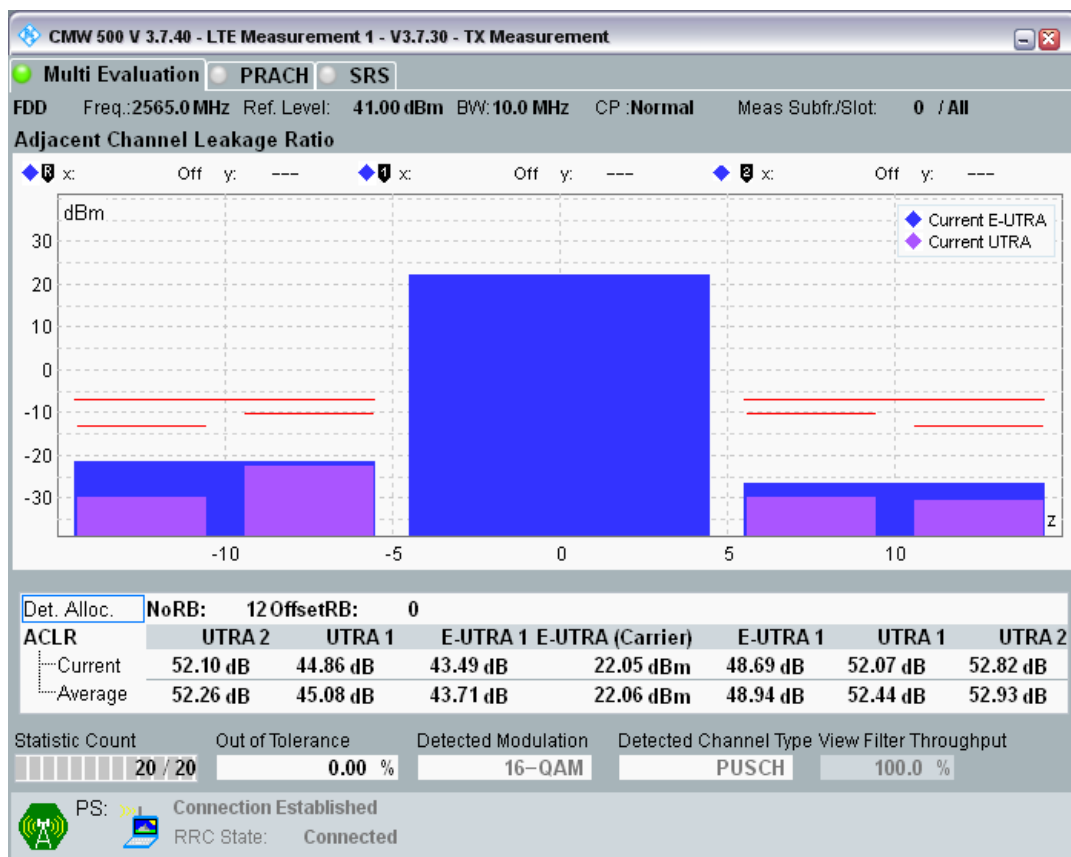 CMW 500 V 3.7.40 - LTE Measurement 1 - V3.7.30 - TX Measurement
Multi Evaluation PRACH SRS
FDD Freq.:2565.0 MHz Ref. Level: 41.00 dBm BW:10.0 MHz CP :Normal Meas Subfr./Slot: 0 / All
Adjacent Channel Leakage Ratio
R x: Off y: --- 1 x: Off y: --- 2 x: Off y: ---
dBm
Current E-UTRA
Current UTRA
30
20
10
0
-10
-20
-30
z
-10 -5 0 5 10
Det. Alloc. NoRB: 12 OffsetRB: 0
ACLR UTRA 2 UTRA 1 E-UTRA 1 E-UTRA (Carrier) E-UTRA 1 UTRA 1 UTRA 2
Current 52.10 dB 44.86 dB 43.49 dB 22.05 dBm 48.69 dB 52.07 dB 52.82 dB
Average 52.26 dB 45.08 dB 43.71 dB 22.06 dBm 48.94 dB 52.44 dB 52.93 dB
Statistic Count Out of Tolerance Detected Modulation Detected Channel Type View Filter Throughput
20 / 20 0.00 % 16-QAM PUSCH 100.0 %
PS: Connection Established
RRC State: Connected